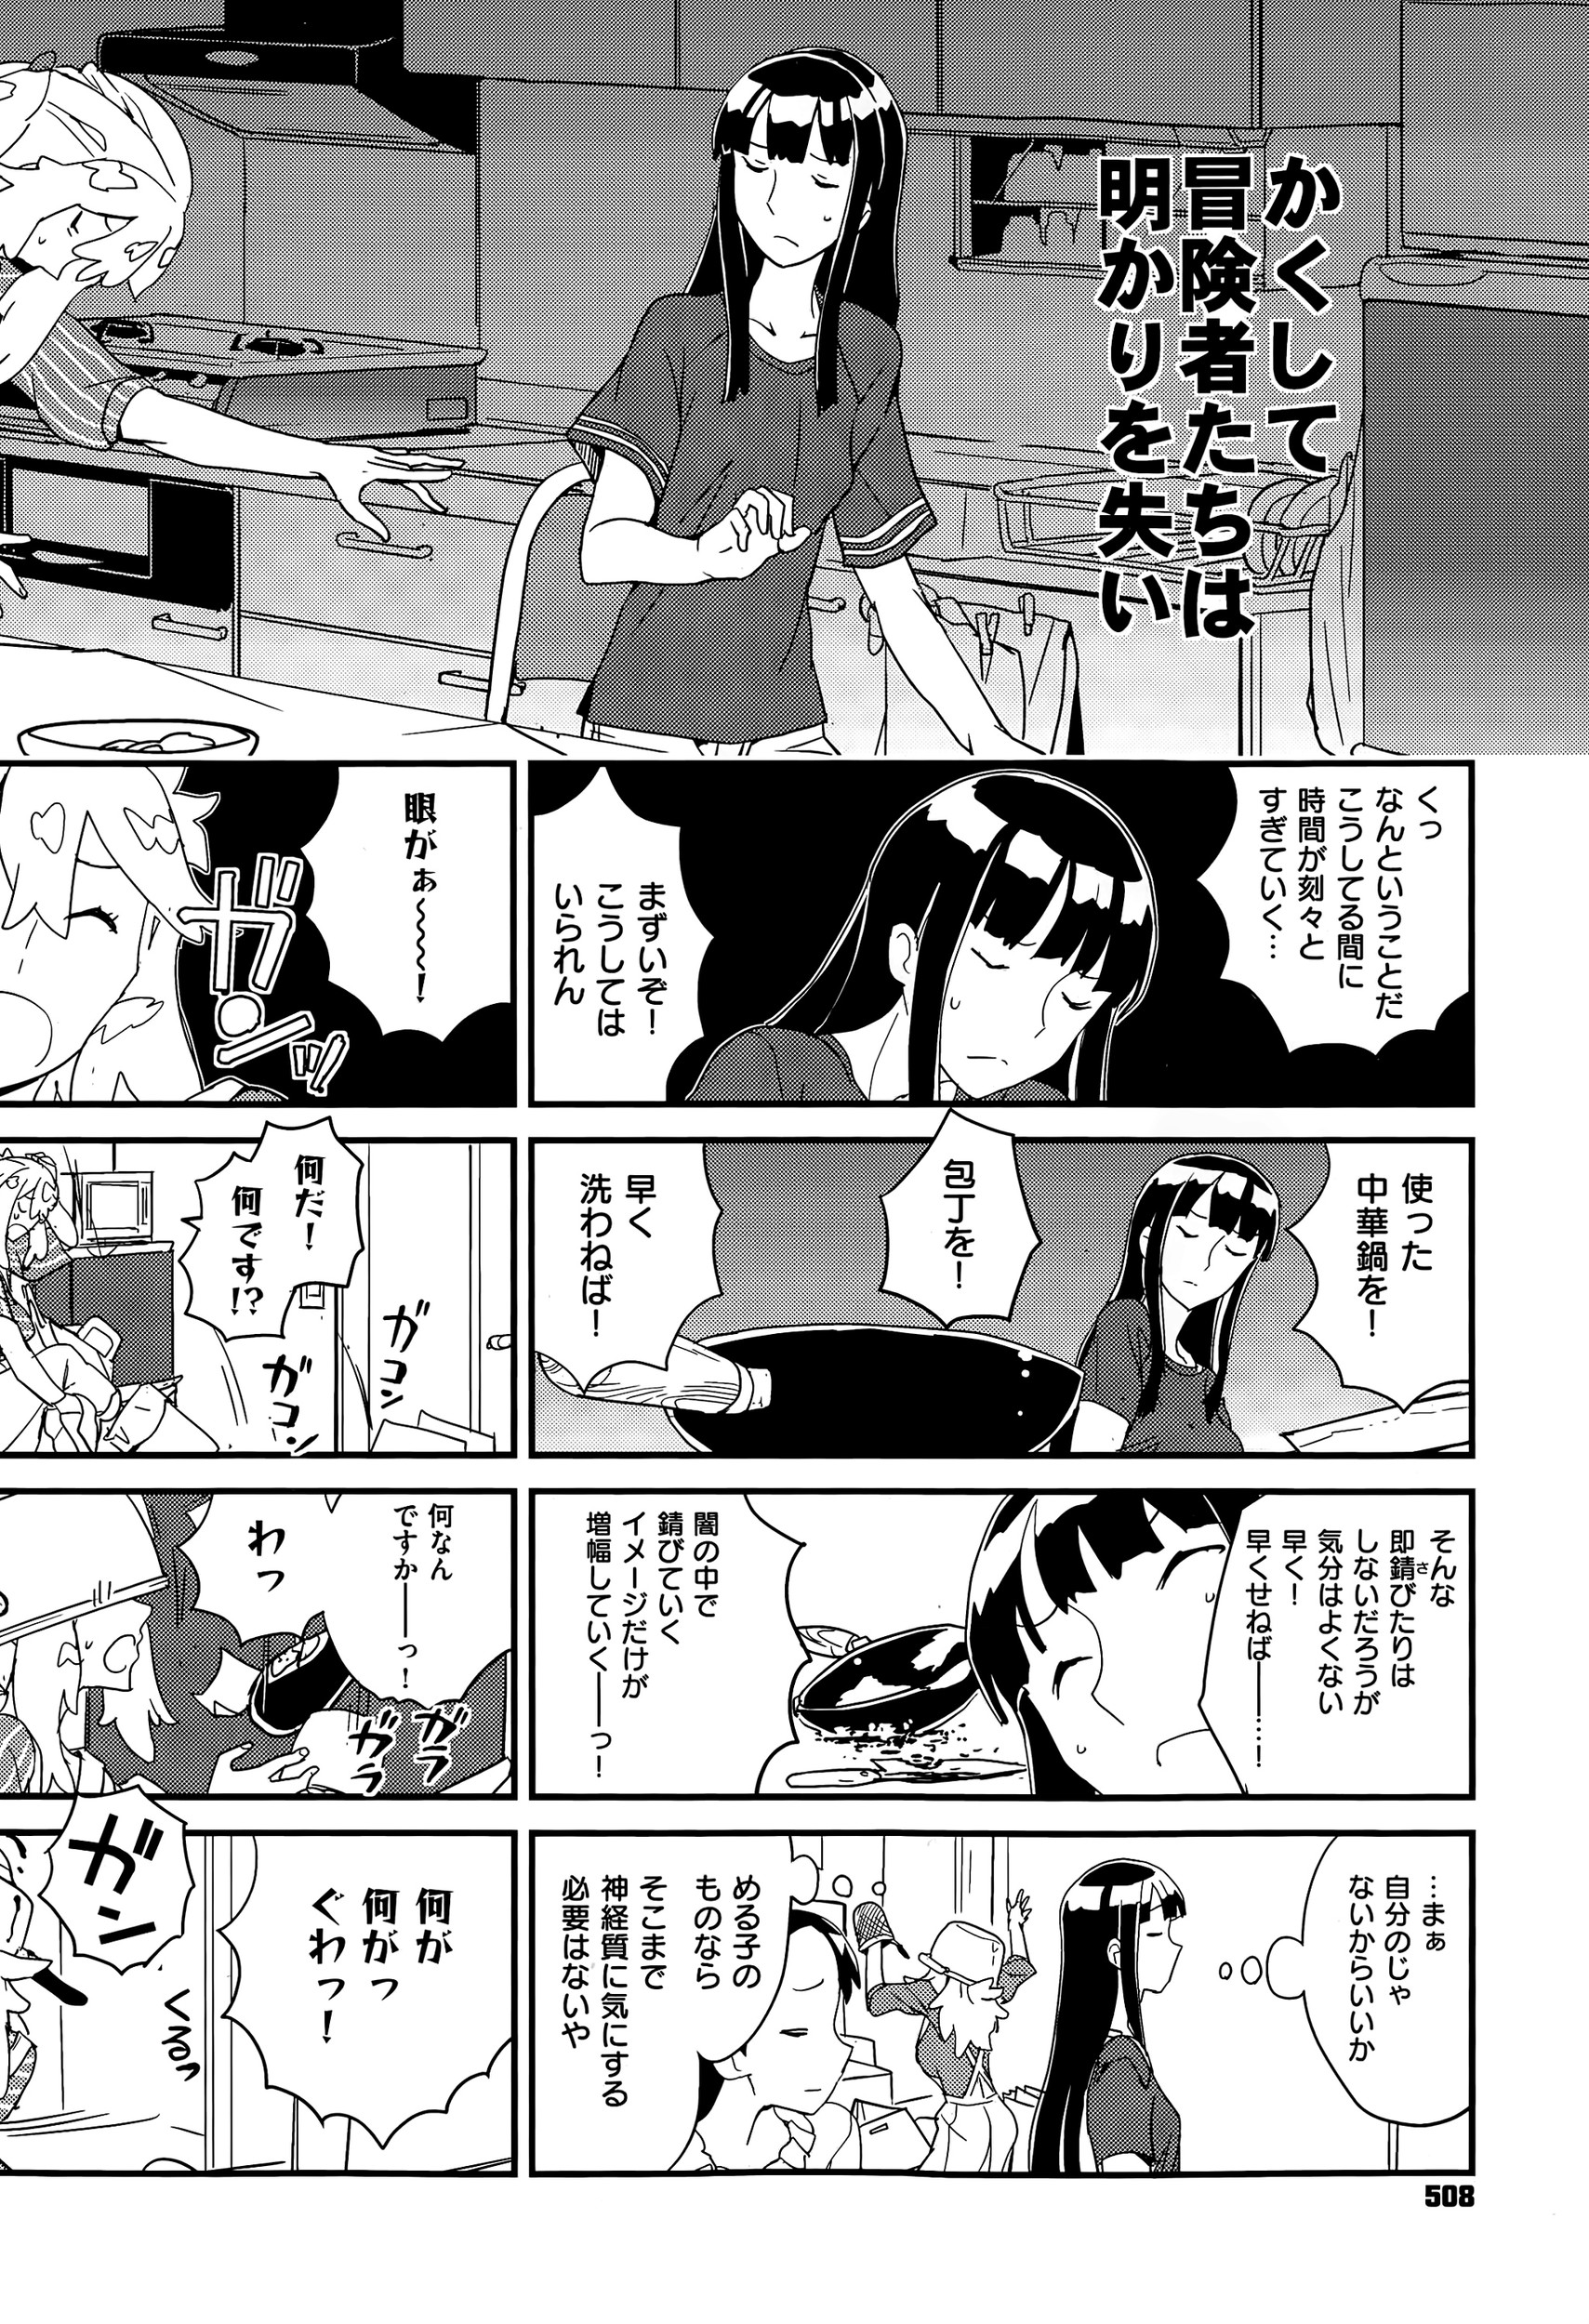 かくして
冒険者たちは
明かりを失い
くっ
なんということだ
こうしてる間に
時間が刻々と
すぎていく…
まずいぞ！
こうしては
いられん
使った
中華鍋を！
包丁を！
早く
洗わねば！
そんな
即錆びたりは
さ
しないだろうが
気分はよくない
早く！
早くせねば――…！
闇の中で
錆びていく
イメージだけが
増幅していく――っ！
…まぁ
自分のじゃ
ないからいいか
める子の
ものなら
そこまで
神経質に気にする
必要はないや
眼がぁ～～～！
ガーン!!
何だ！
何です!?
ガコン
ガコン
何なん
ですか――っ！
わっ
ガラ
ガラ
何が
何がっ
ぐわっ！
ガン
くるっ
508